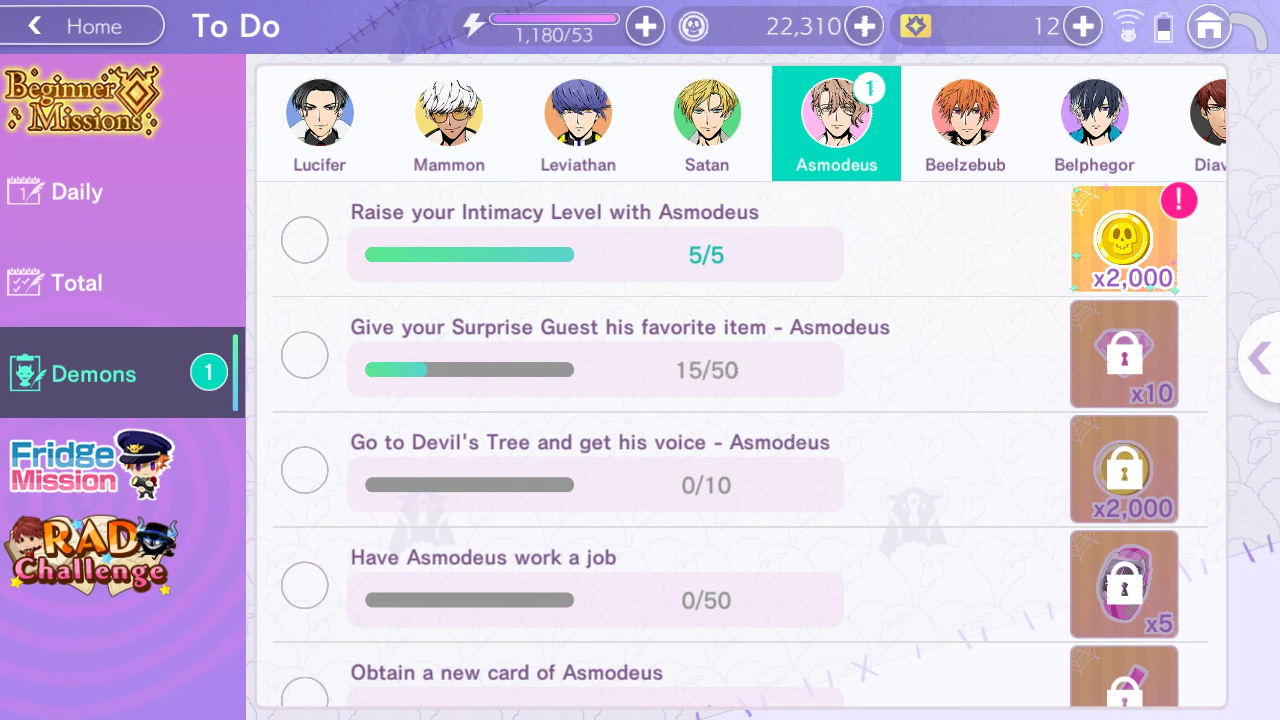 Home
To Do
1,180/53
22,310
12
Beginner
Missions
1 Daily
Total
Demons 1
Fridge
Mission
RAD
Challenge
Lucifer
Mammon
Leviathan
Satan
1
Asmodeus
Beelzebub
Belphegor
Diav
Raise your Intimacy Level with Asmodeus
5/5
!
x2,000
Give your Surprise Guest his favorite item - Asmodeus
15/50
x10
Go to Devil's Tree and get his voice - Asmodeus
0/10
x2,000
Have Asmodeus work a job
0/50
x5
Obtain a new card of Asmodeus